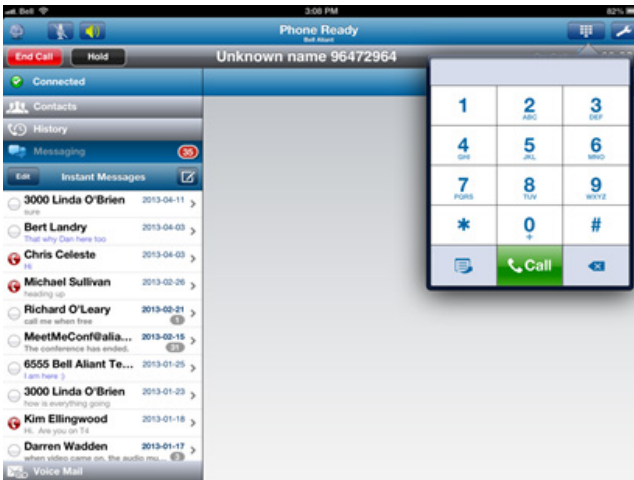 Bell 3:08 PM 82%
Phone Ready
Bell Aliant
End Call Hold Unknown name 96472964
Connected
Contacts
History
Messaging 35
Edit Instant Messages
3000 Linda O'Brien 2013-04-11
sure
Bert Landry 2013-04-03
That why Dan here too
Chris Celeste 2013-04-03
Hi
Michael Sullivan 2013-02-26
heading up
Richard O'Leary 2013-02-21
call me when free 1
MeetMeConf@alia... 2013-02-15
The conference has ended. 31
6555 Bell Aliant Te... 2013-01-25
I am here :)
3000 Linda O'Brien 2013-01-23
how is everything going
Kim Ellingwood 2013-01-18
Hi. Are you on T4
Darren Wadden 2013-01-17
when video came on, the audio mu... 3
Voice Mail
1 2 3
ABC DEF
4 5 6
GHI JKL MNO
7 8 9
PQRS TUV WXYZ
* 0 #
+
Call